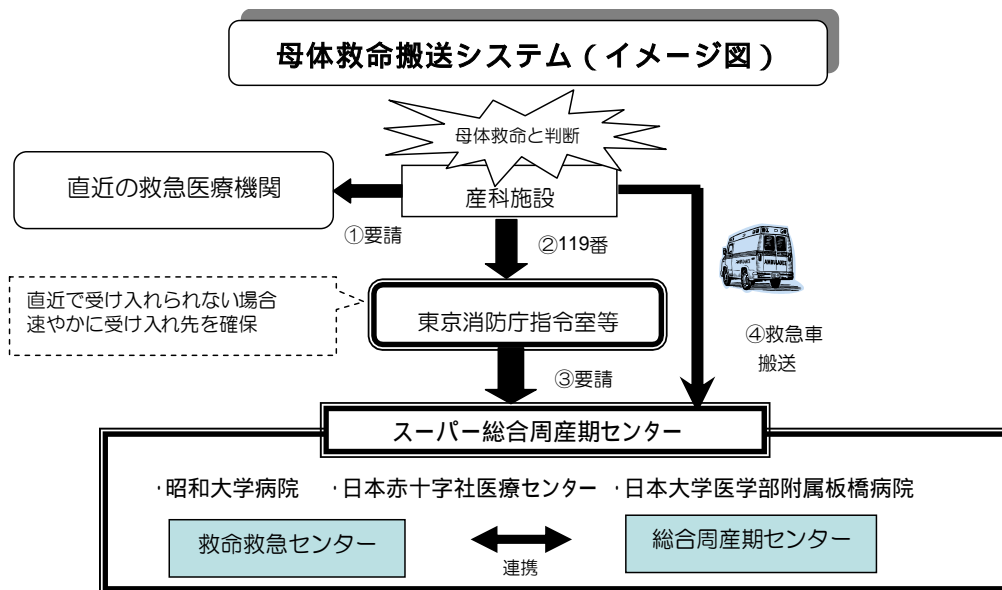 母体救命搬送システム（イメージ図）
母体救命と判断
直近の救急医療機関
産科施設
①要請
②119番
直近で受け入れられない場合
速やかに受け入れ先を確保
東京消防庁指令室等
AMBULANCE
④救急車
搬送
③要請
スーパー総合周産期センター
・昭和大学病院 ・日本赤十字社医療センター ・日本大学医学部附属板橋病院
救命救急センター
連携
総合周産期センター